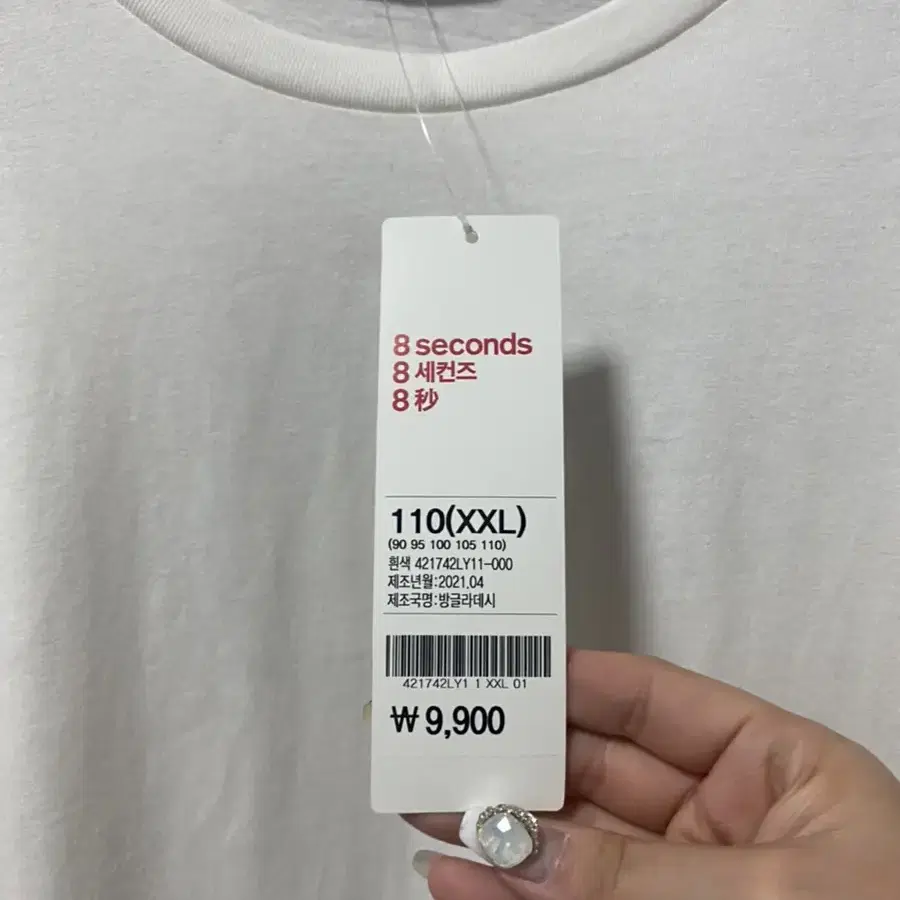 8 seconds
8 세컨즈
8 秒
110(XXL)
(90 95 100 105 110)
흰색 421742LY11-000
제조년월:2021.04
제조국명:방글라데시
421742LY1 1 XXL 01
₩ 9,900